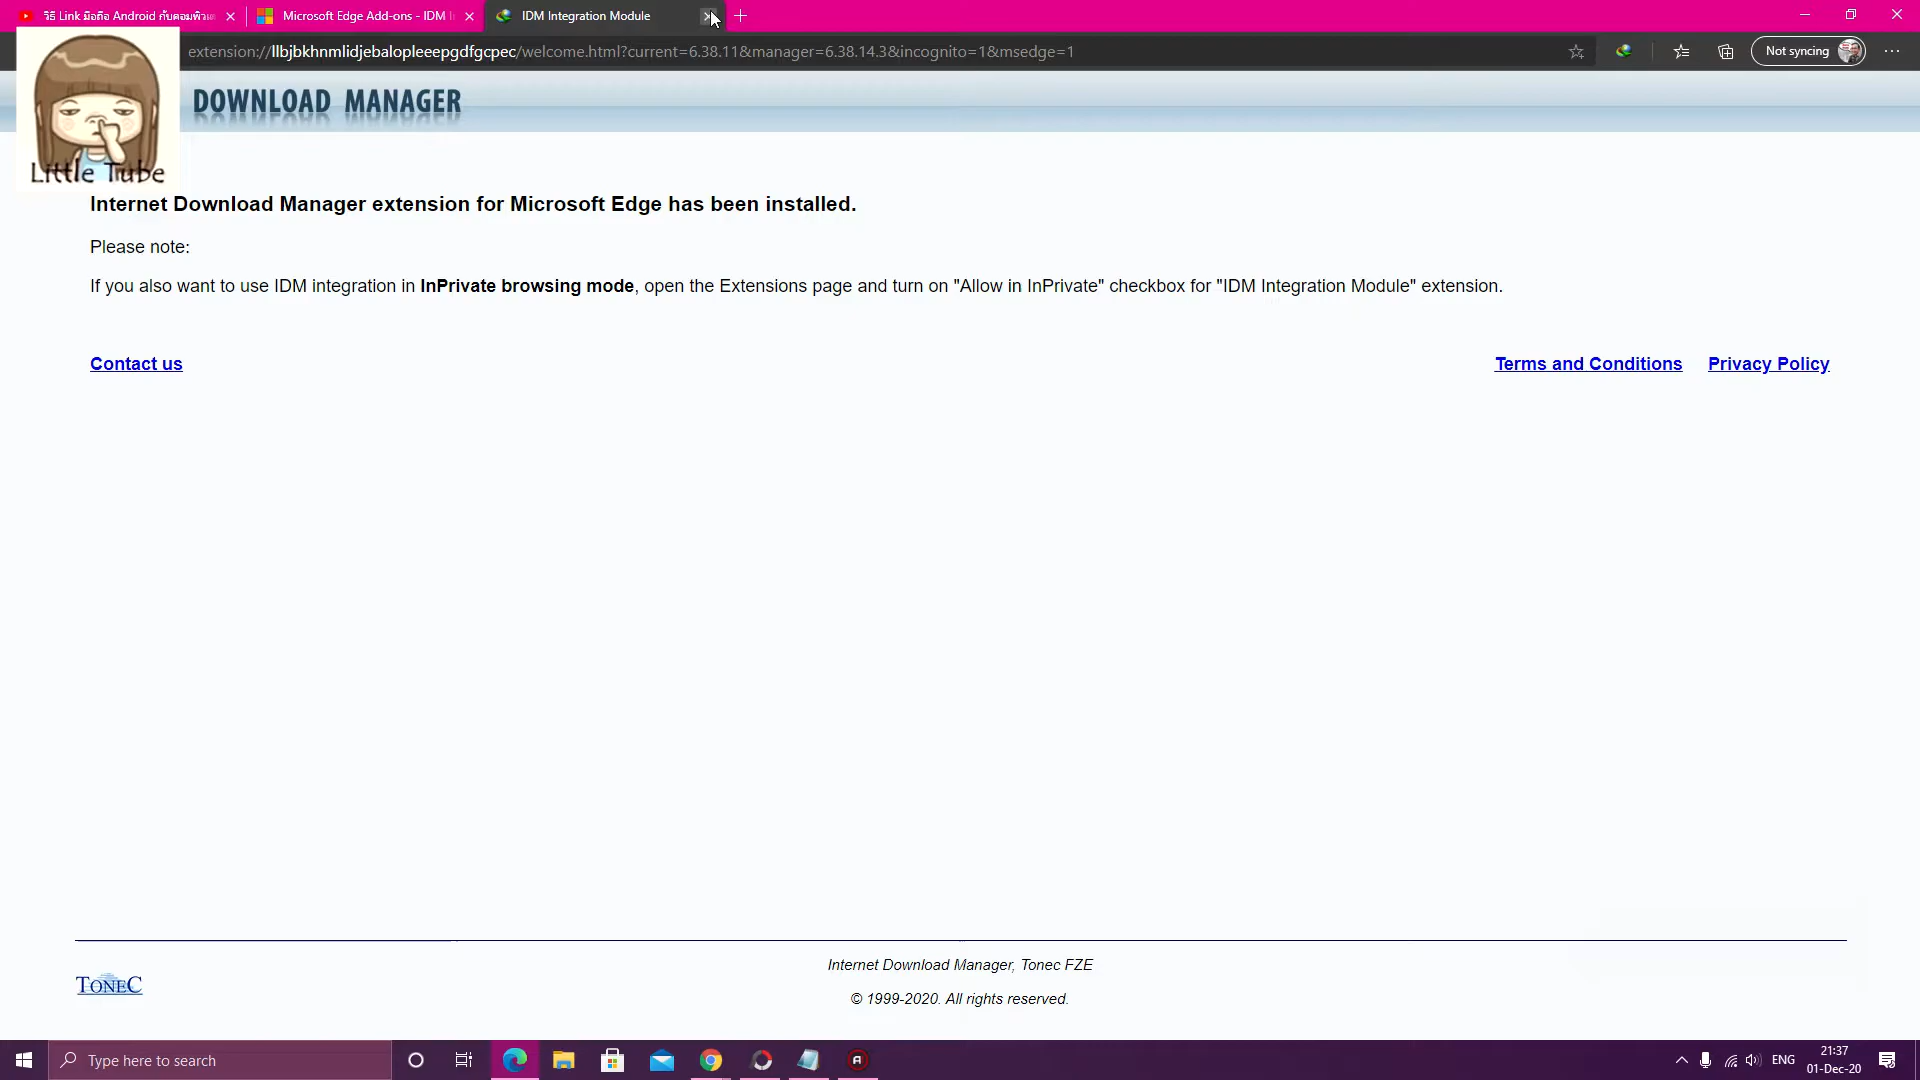 วิธี Link มือถือ Android กับคอมพิวเต
Microsoft Edge Add-ons - IDM I
IDM Integration Module
extension://llbjbkhnmlidjebalopleeepgdfgcpec/welcome.html?current=6.38.11&manager=6.38.14.3&incognito=1&msedge=1
Not syncing
DOWNLOAD MANAGER
Little Tube
Internet Download Manager extension for Microsoft Edge has been installed.
Please note:
If you also want to use IDM integration in InPrivate browsing mode, open the Extensions page and turn on "Allow in InPrivate" checkbox for "IDM Integration Module" extension.
Contact us
Terms and Conditions
Privacy Policy
Internet Download Manager, Tonec FZE
TONEC
© 1999-2020. All rights reserved.
Type here to search
ENG
21:37
01-Dec-20